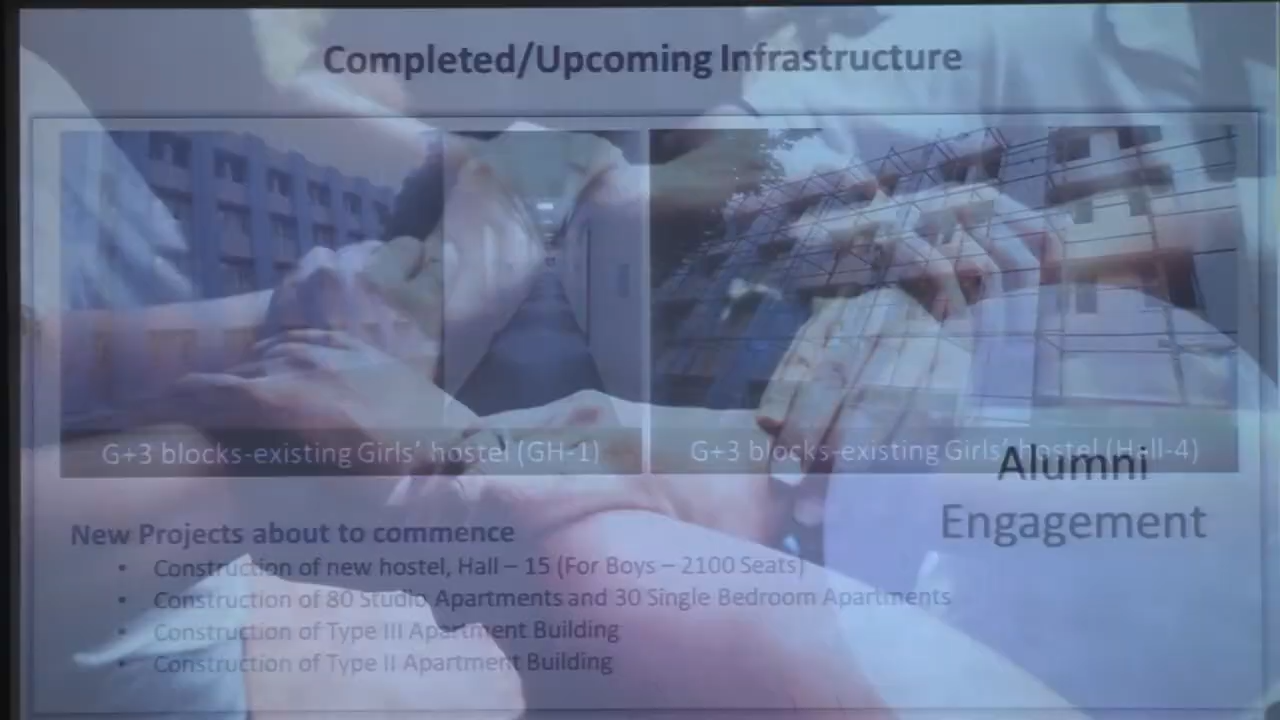 Completed/Upcoming Infrastructure
G+3 blocks-existing Girls' hostel (GH-1)
G+3 blocks-existing Girls' hostel (Hall-4)
Alumni
Engagement
New Projects about to commence
• Construction of new hostel, Hall – 15 (For Boys – 2100 Seats)
• Construction of 80 Studio Apartments and 30 Single Bedroom Apartments
• Construction of Type III Apartment Building
• Construction of Type II Apartment Building